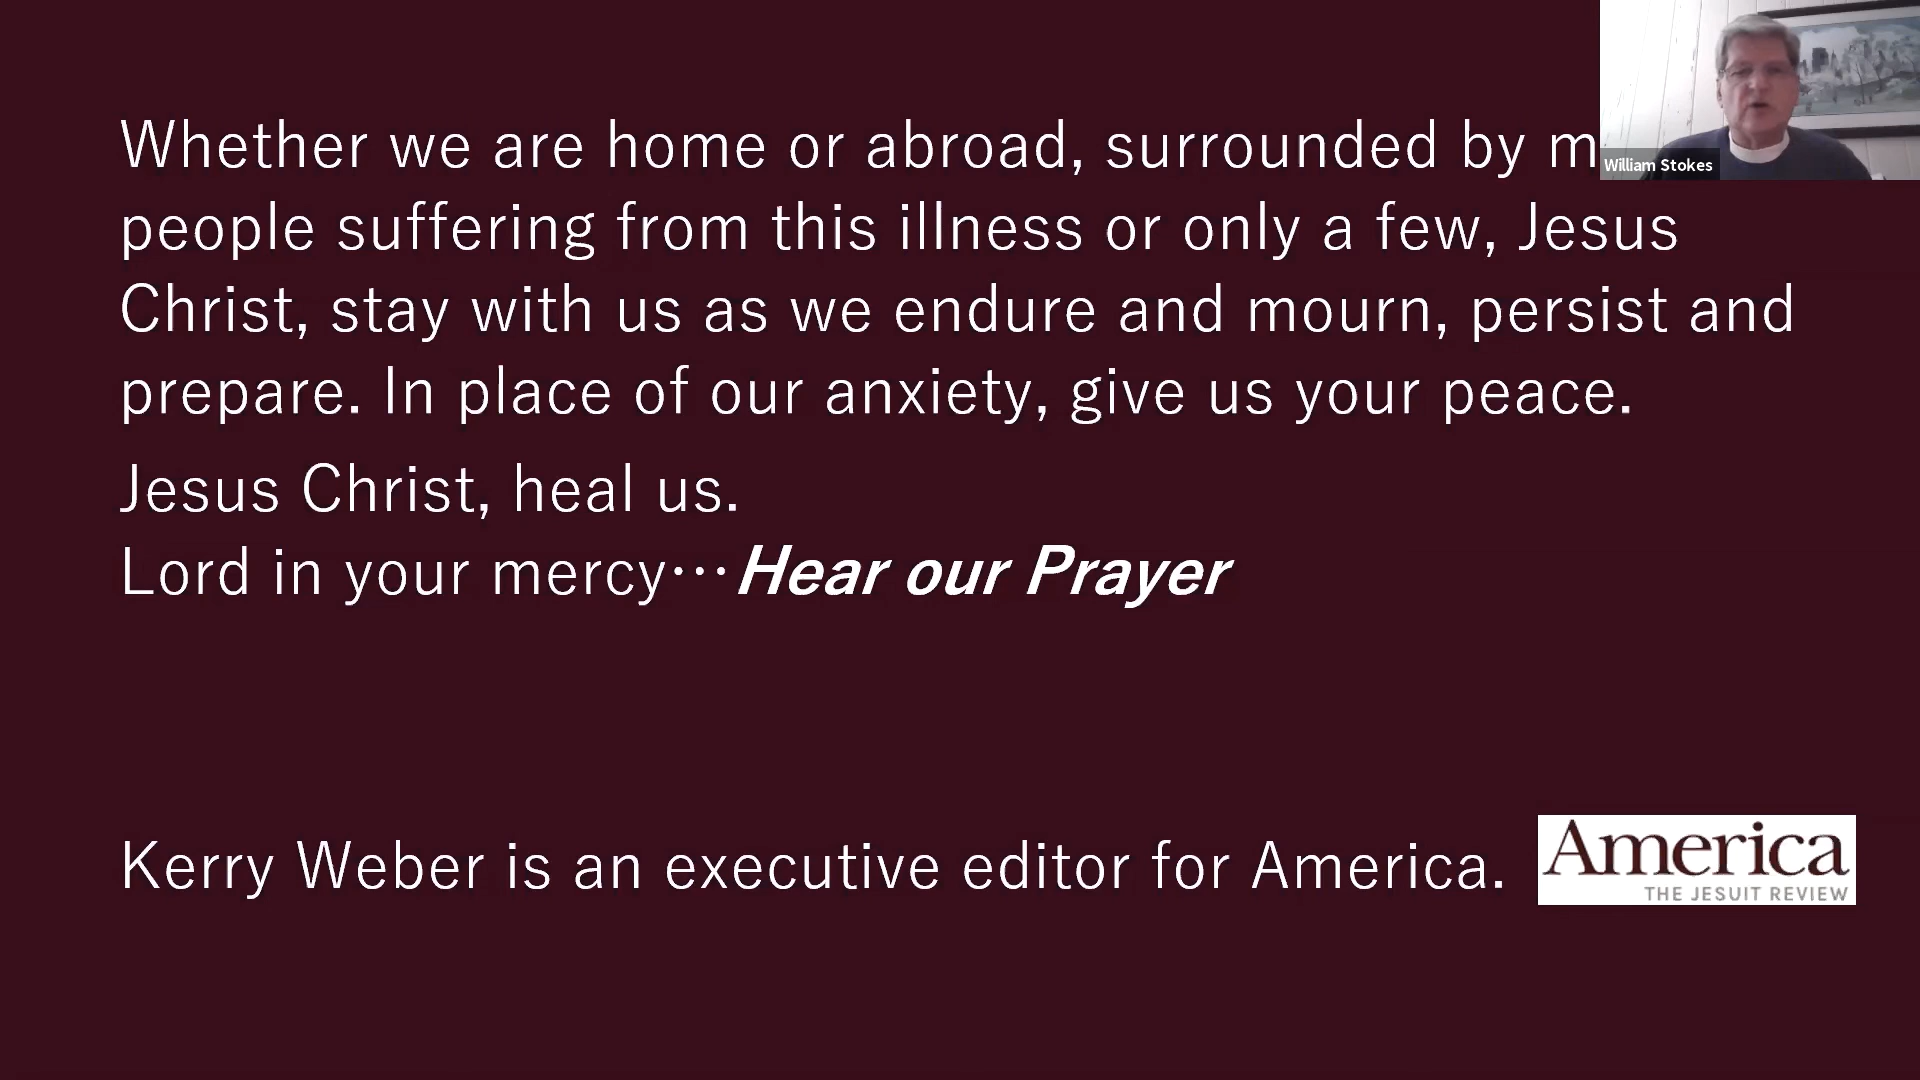 Whether we are home or abroad, surrounded by
people suffering from this illness or only a few, Jesus
Christ, stay with us as we endure and mourn, persist and
prepare. In place of our anxiety, give us your peace.
Jesus Christ, heal us.
Lord in your mercy…Hear our Prayer
Kerry Weber is an executive editor for America.
America
THE JESUIT REVIEW
William Stokes